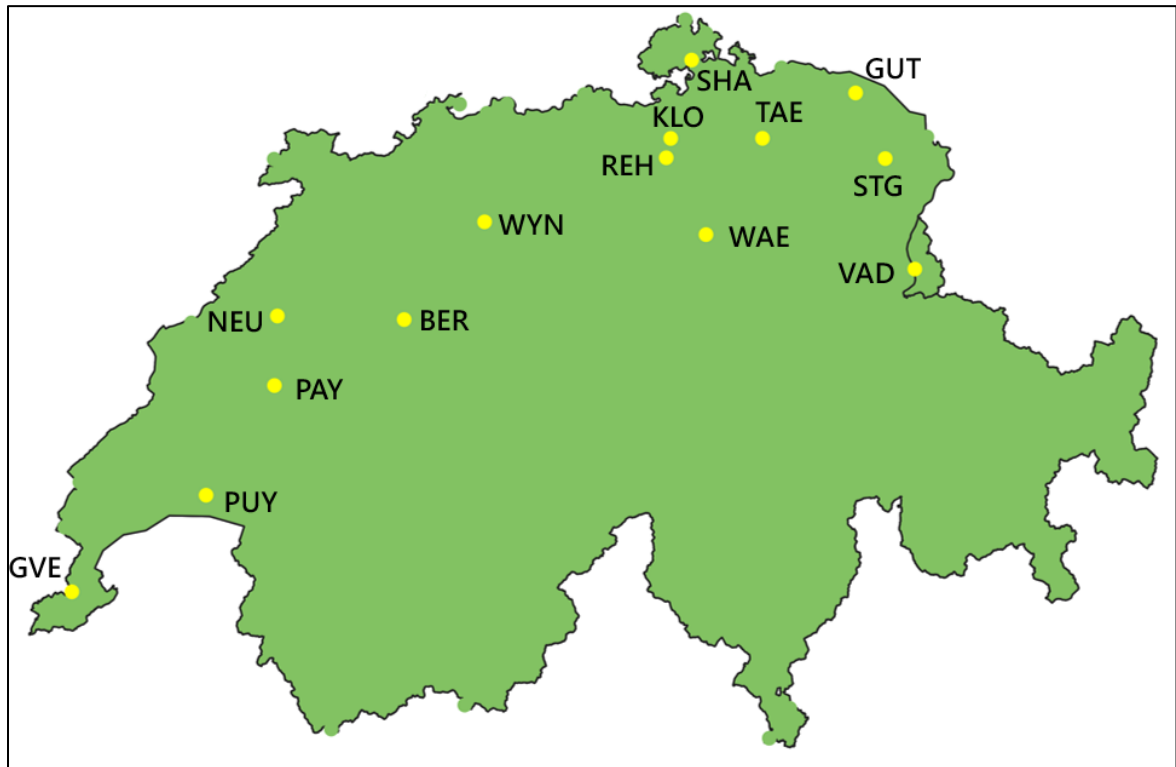 GUT
SHA
KLO
TAE
REH
STG
WYN
WAE
VAD
NEU
BER
PAY
PUY
GVE